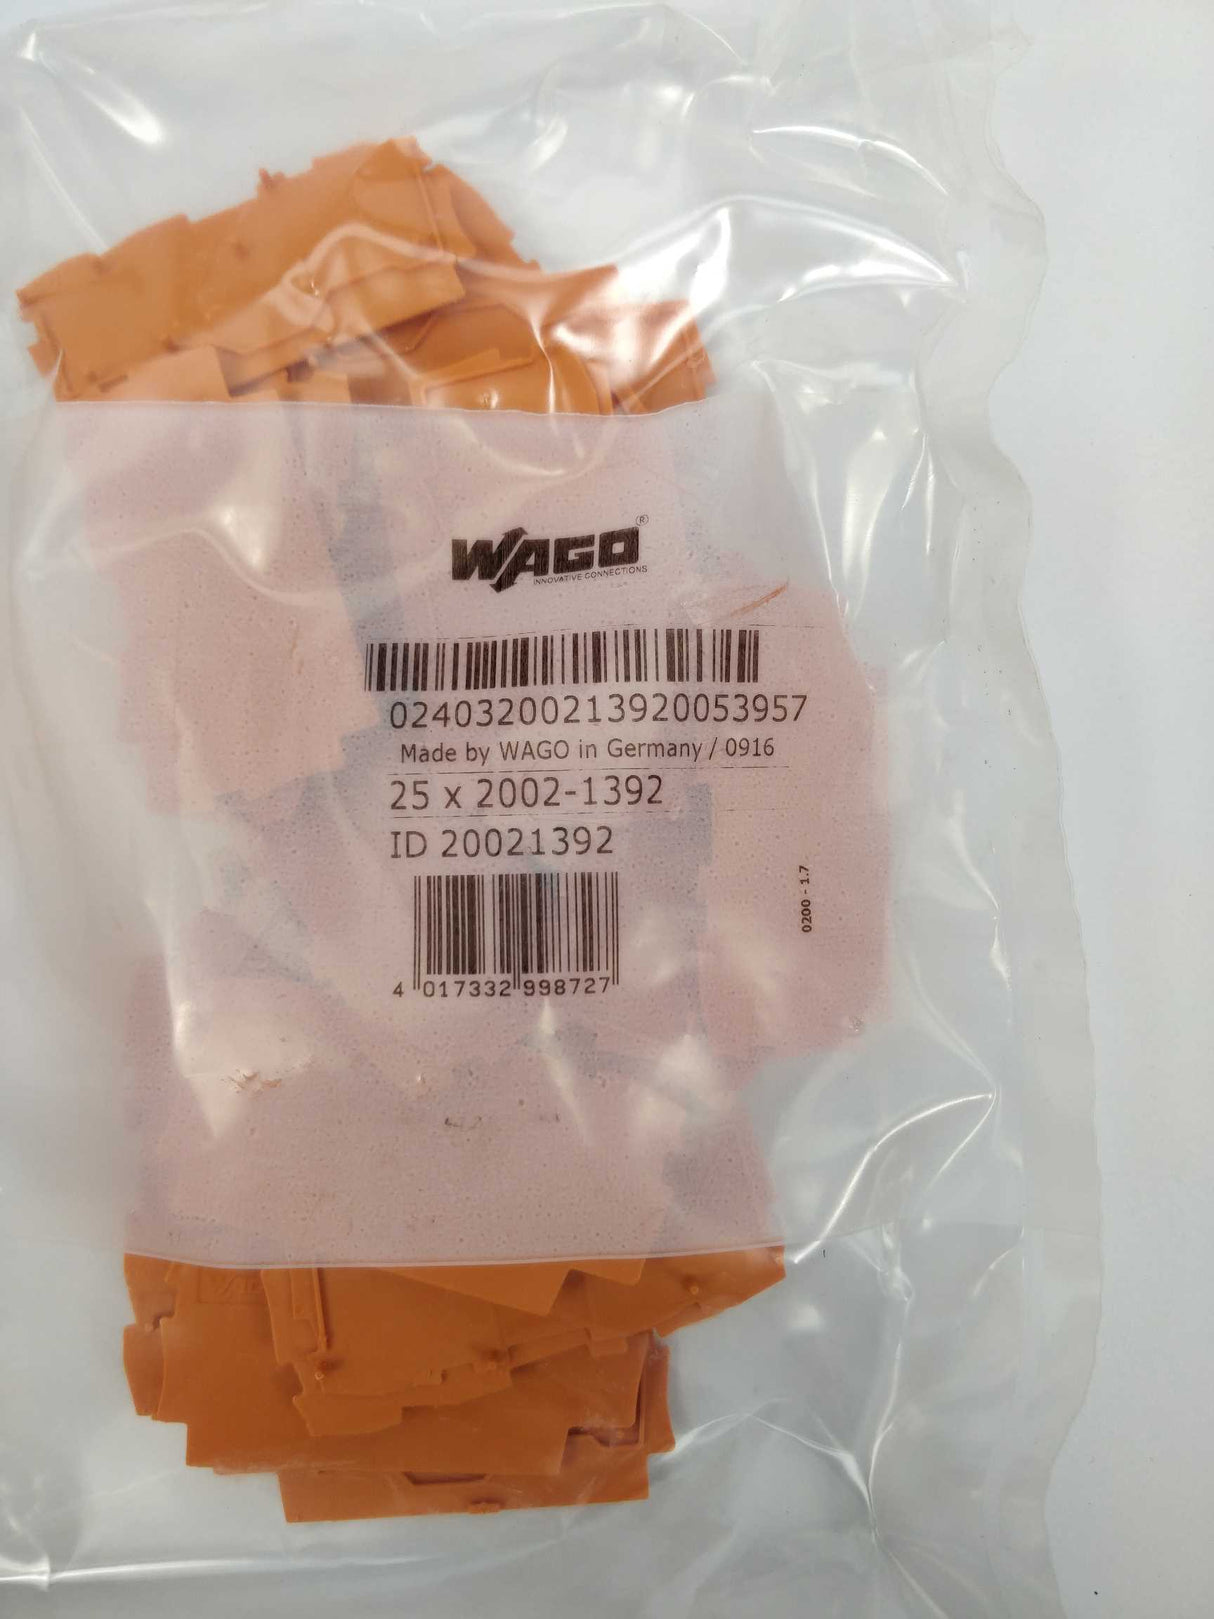 WAGO®
INNOVATIVE CONNECTIONS
02403200213920053957
Made by WAGO in Germany / 0916
25 x 2002-1392
ID 20021392
0200 - 1.7
4 017332 998727